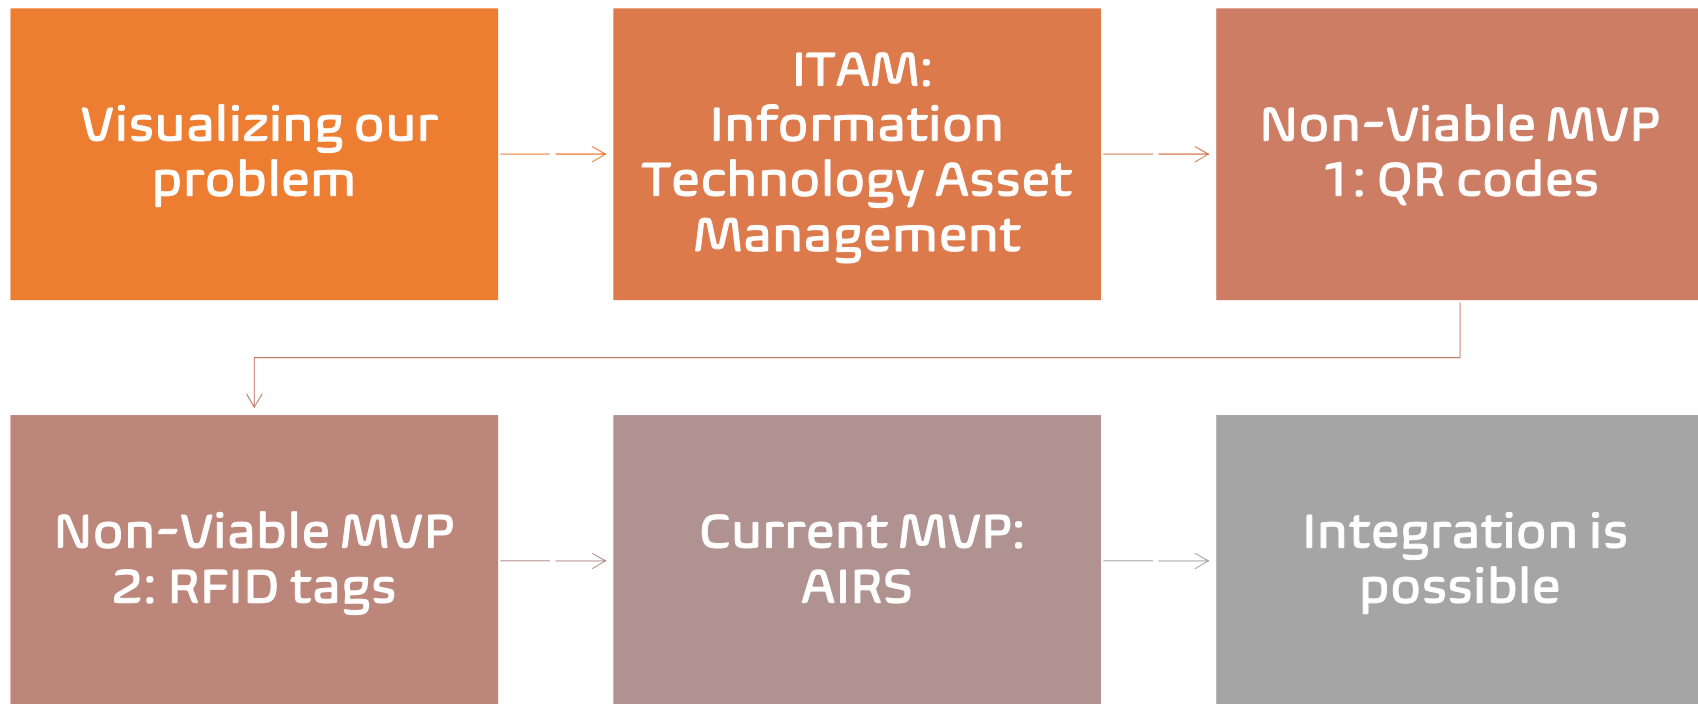 Visualizing our
problem
ITAM:
Information
Technology Asset
Management
Non-Viable MVP
1: QR codes
Non-Viable MVP
2: RFID tags
Current MVP:
AIRS
Integration is
possible